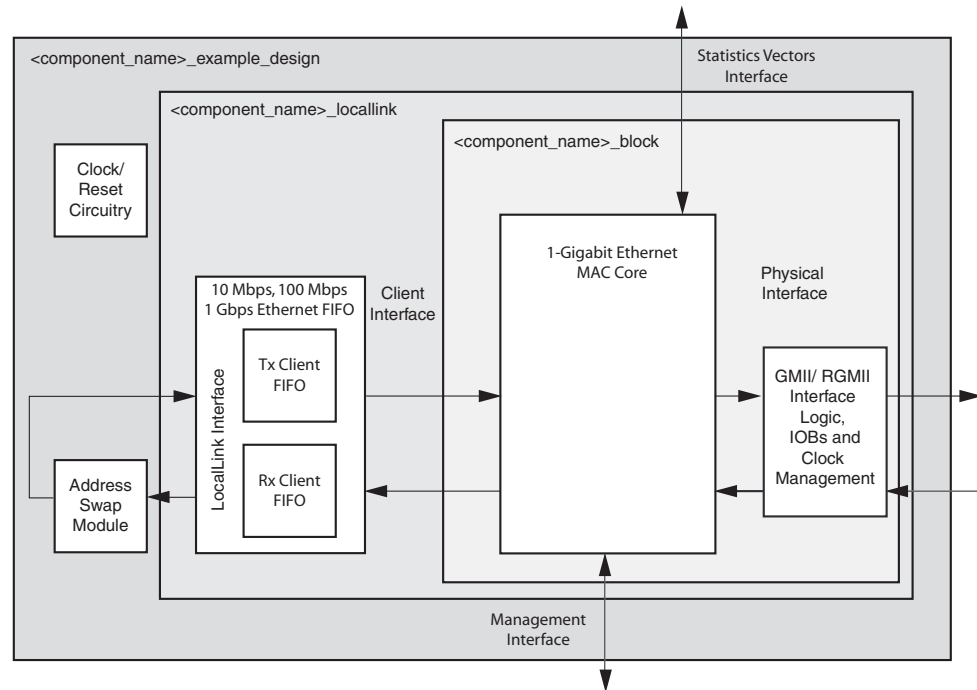 <component_name>_example_design
Statistics Vectors
Interface
<component_name>_locallink
<component_name>_block
Clock/
Reset
Circuitry
1-Gigabit Ethernet
MAC Core
10 Mbps, 100 Mbps
1 Gbps Ethernet FIFO
Client
Interface
Physical
Interface
LocalLink Interface
Tx Client
FIFO
Rx Client
FIFO
GMII/ RGMII
Interface
Logic,
IOBs and
Clock
Management
Address
Swap
Module
Management
Interface